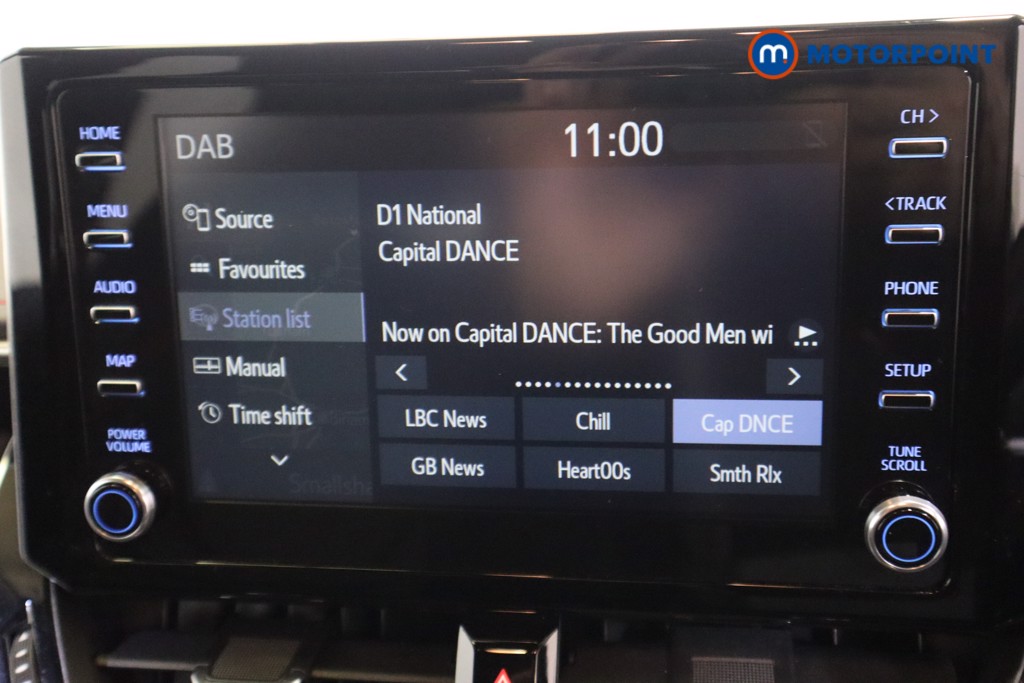 m MOTORPOINT
HOME
MENU
AUDIO
MAP
POWER
VOLUME
DAB
11:00
Source
Favourites
Station list
Manual
Time shift
D1 National
Capital DANCE
Now on Capital DANCE: The Good Men wi
LBC News
Chill
Cap DNCE
GB News
Heart00s
Smth Rlx
CH >
<TRACK
PHONE
SETUP
TUNE
SCROLL